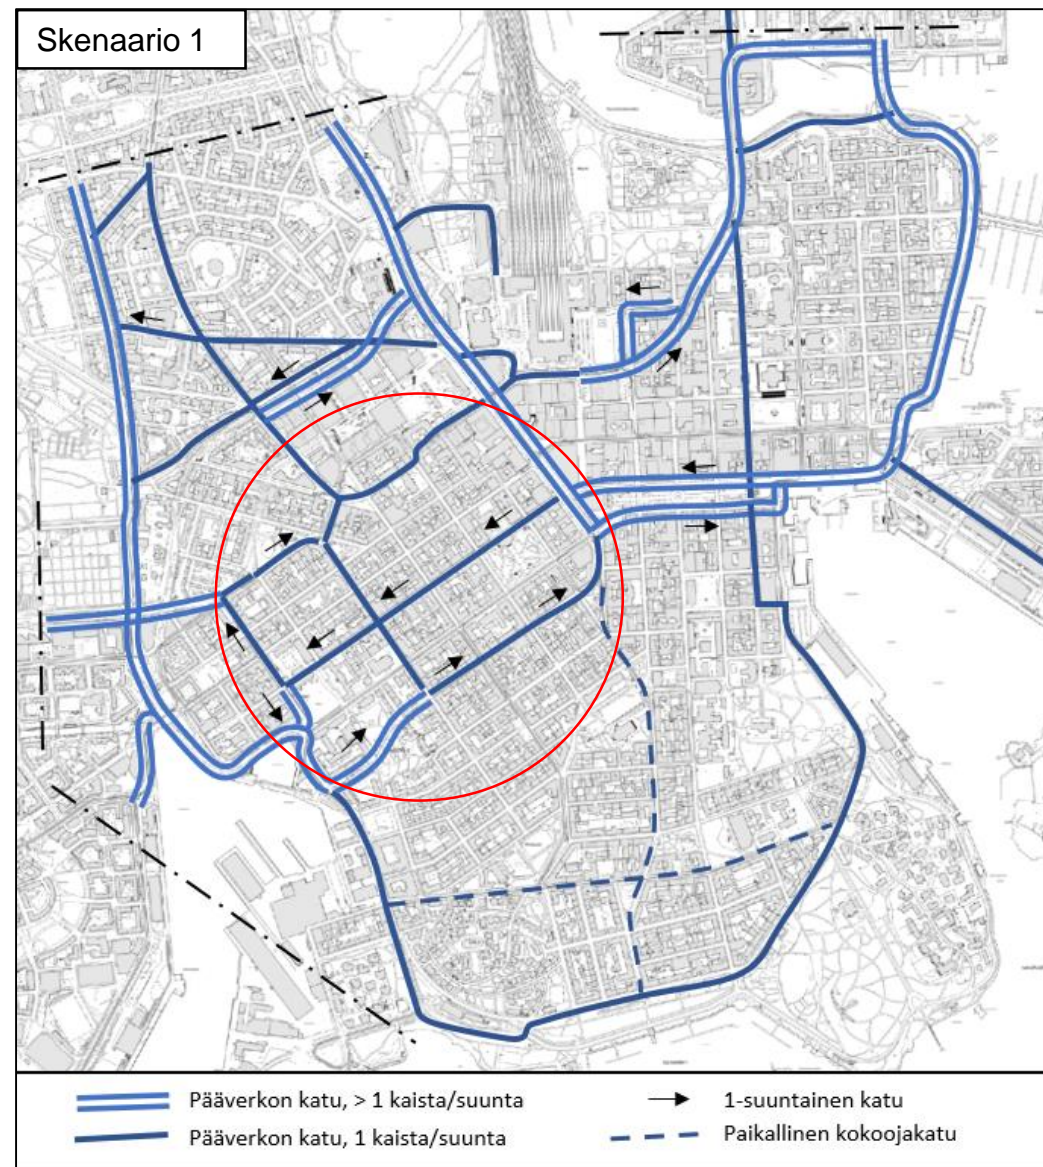 Skenaario 1
Pääverkon katu, > 1 kaista/suunta
1-suuntainen katu
Pääverkon katu, 1 kaista/suunta
Paikallinen kokoojakatu